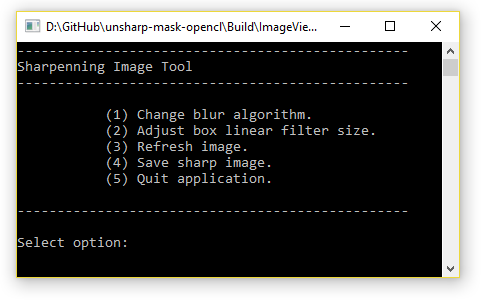 D:\GitHub\unsharp-mask-opencl\Build\ImageVie...
-------------------------------------------------
Sharpenning Image Tool
-------------------------------------------------
(1) Change blur algorithm.
(2) Adjust box linear filter size.
(3) Refresh image.
(4) Save sharp image.
(5) Quit application.
-------------------------------------------------
Select option: